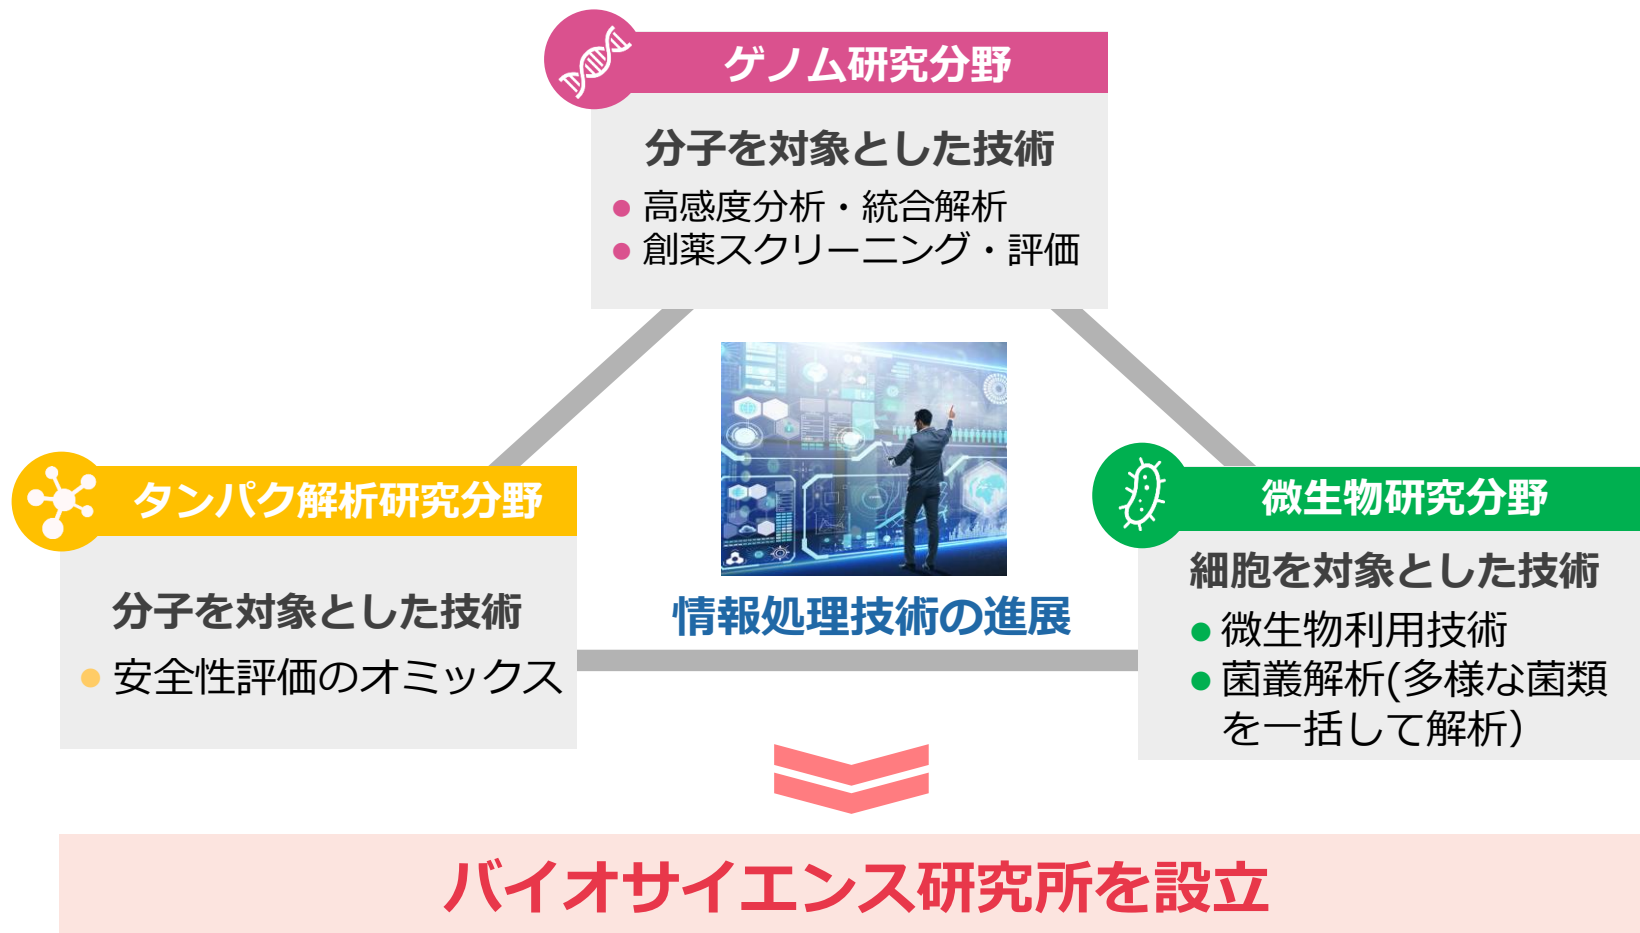 ゲノム研究分野
分子を対象とした技術
● 高感度分析・統合解析
● 創薬スクリーニング・評価
タンパク解析研究分野
分子を対象とした技術
● 安全性評価のオミックス
情報処理技術の進展
微生物研究分野
細胞を対象とした技術
● 微生物利用技術
● 菌叢解析(多様な菌類
を一括して解析）
バイオサイエンス研究所を設立